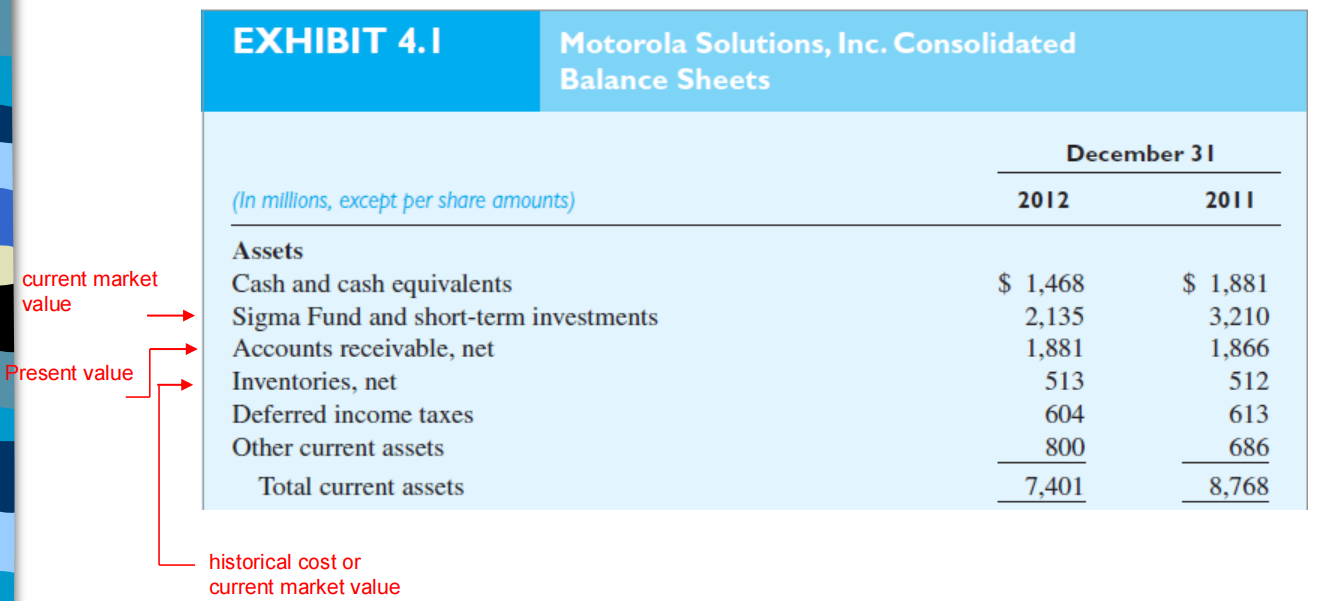 EXHIBIT 4.1
Motorola Solutions, Inc. Consolidated
Balance Sheets
December 31
(In millions, except per share amounts) 2012 2011
Assets
Cash and cash equivalents $ 1,468 $ 1,881
current market
value
Sigma Fund and short-term investments 2,135 3,210
Accounts receivable, net 1,881 1,866
Present value
Inventories, net 513 512
Deferred income taxes 604 613
Other current assets 800 686
Total current assets 7,401 8,768
historical cost or
current market value